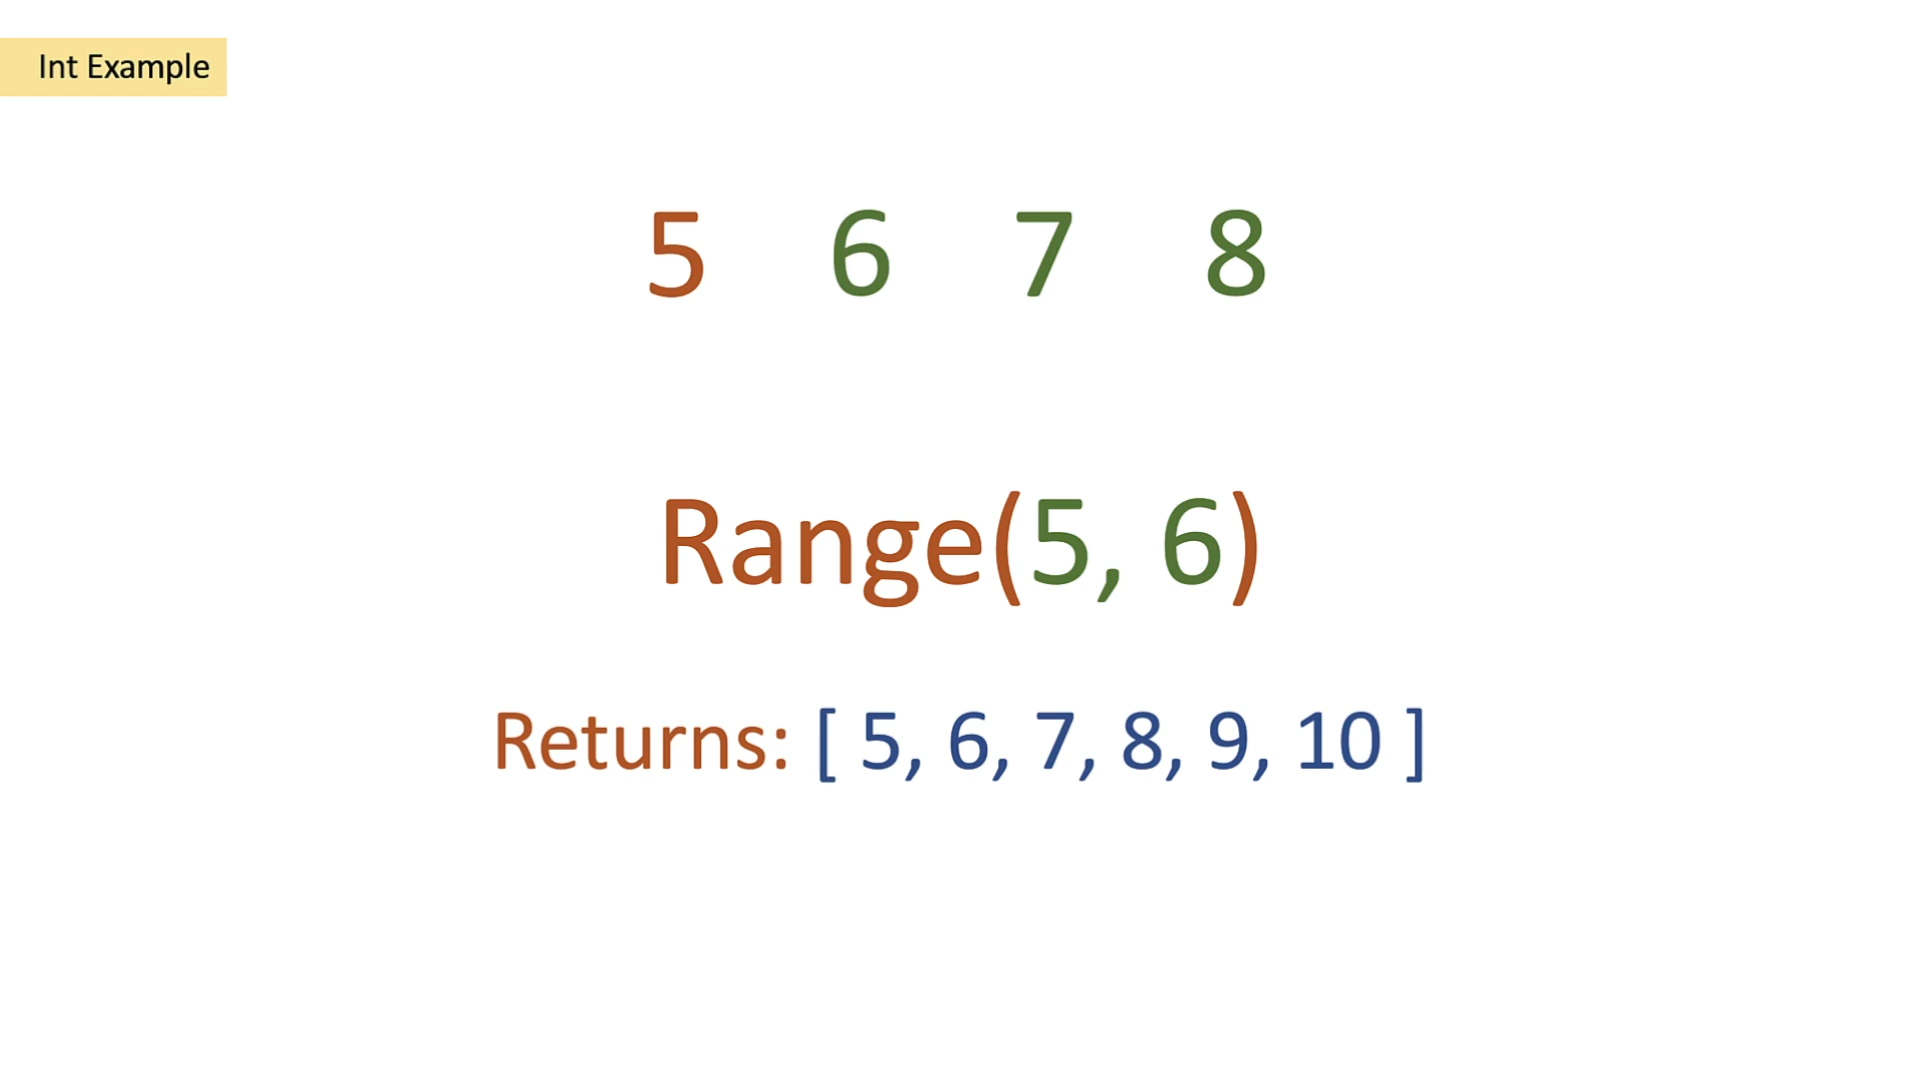 Int Example
5 6 7 8
Range(5, 6)
Returns: [ 5, 6, 7, 8, 9, 10 ]